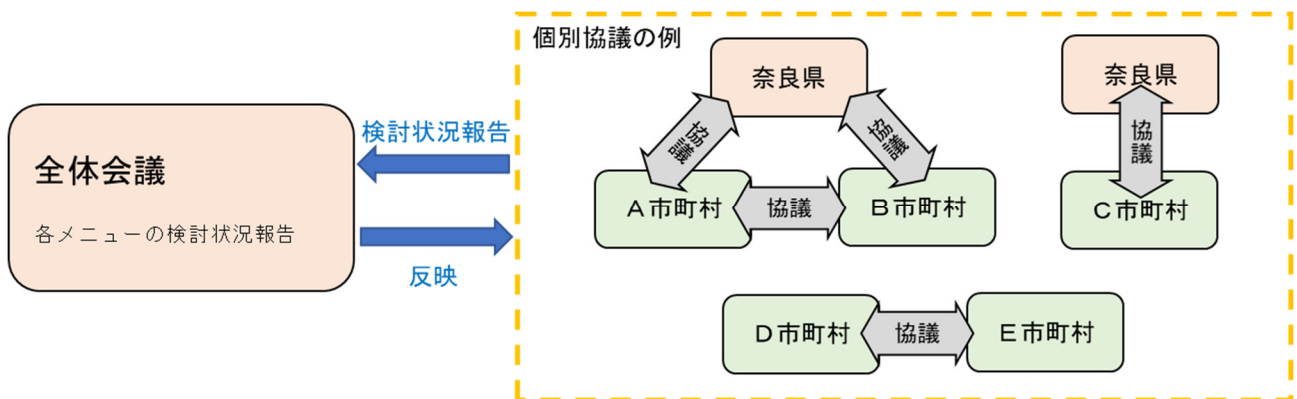 個別協議の例
奈良県
奈良県
検討状況報告
協議
協議
協議
全体会議
A市町村
協議
B市町村
C市町村
各メニューの検討状況報告
反映
D市町村
協議
E市町村